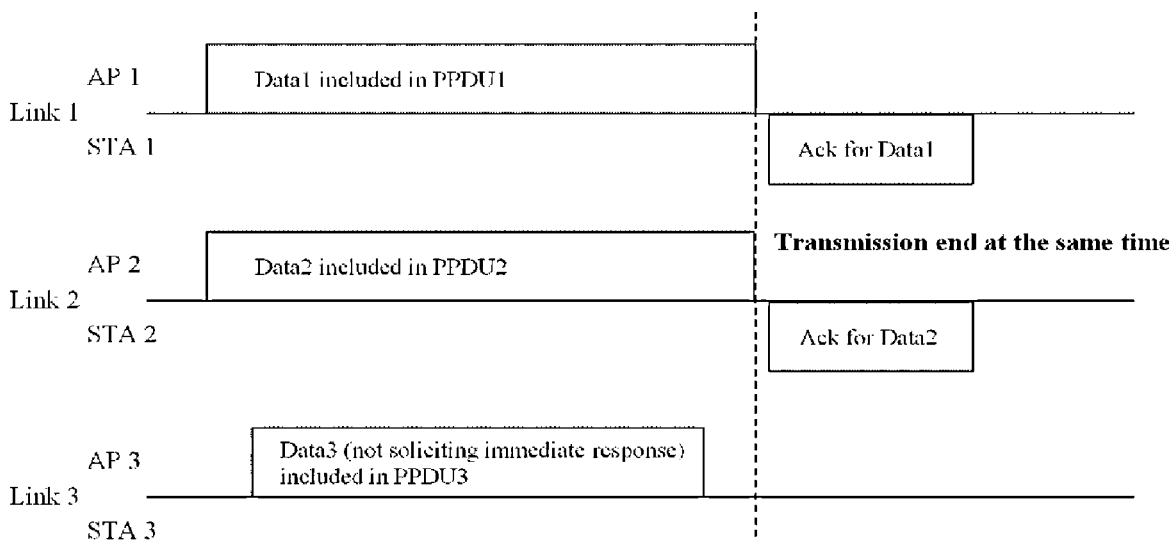 AP 1
Data1 included in PPDU1
Link 1
STA 1
Ack for Data1
Transmission end at the same time
AP 2
Data2 included in PPDU2
Link 2
STA 2
Ack for Data2
AP 3
Data3 (not soliciting immediate response)
included in PPDU3
Link 3
STA 3